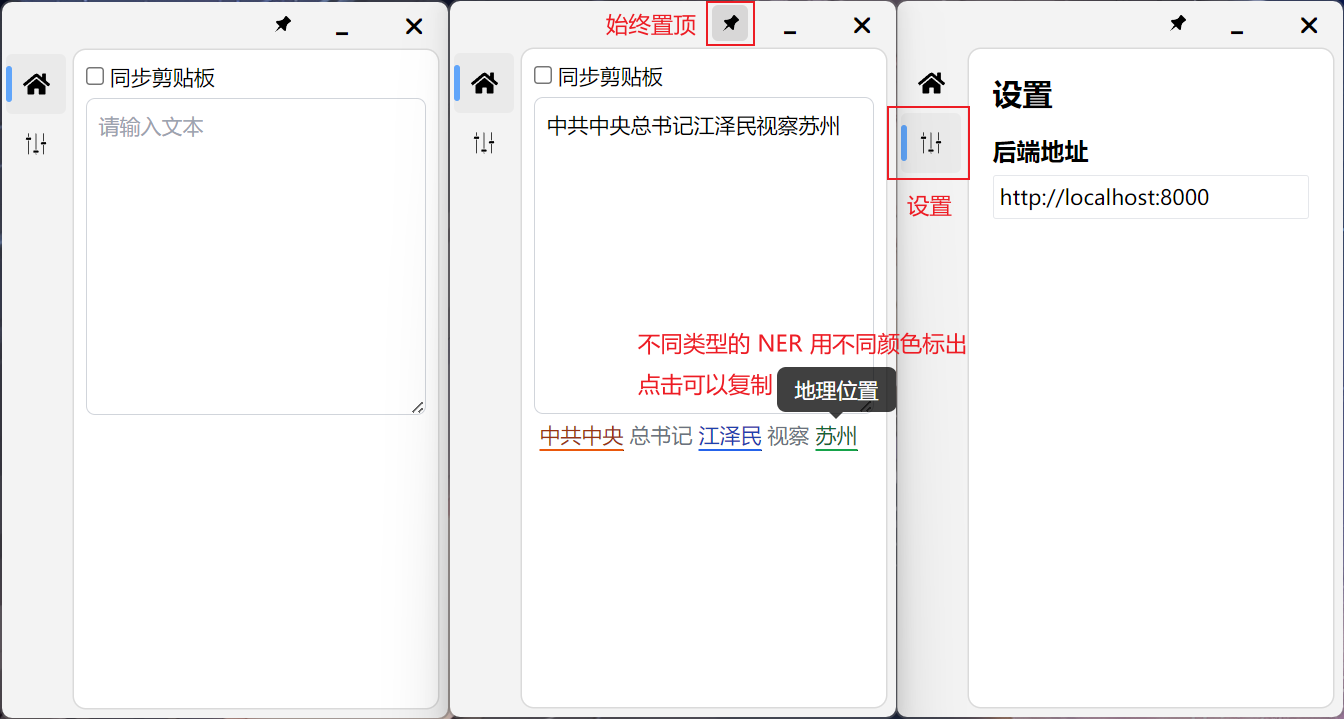 同步剪贴板
请输入文本
始终置顶
同步剪贴板
中共中央总书记江泽民视察苏州
不同类型的 NER 用不同颜色标出
点击可以复制
地理位置
中共中央 总书记 江泽民 视察 苏州
设置
设置
后端地址
http://localhost:8000